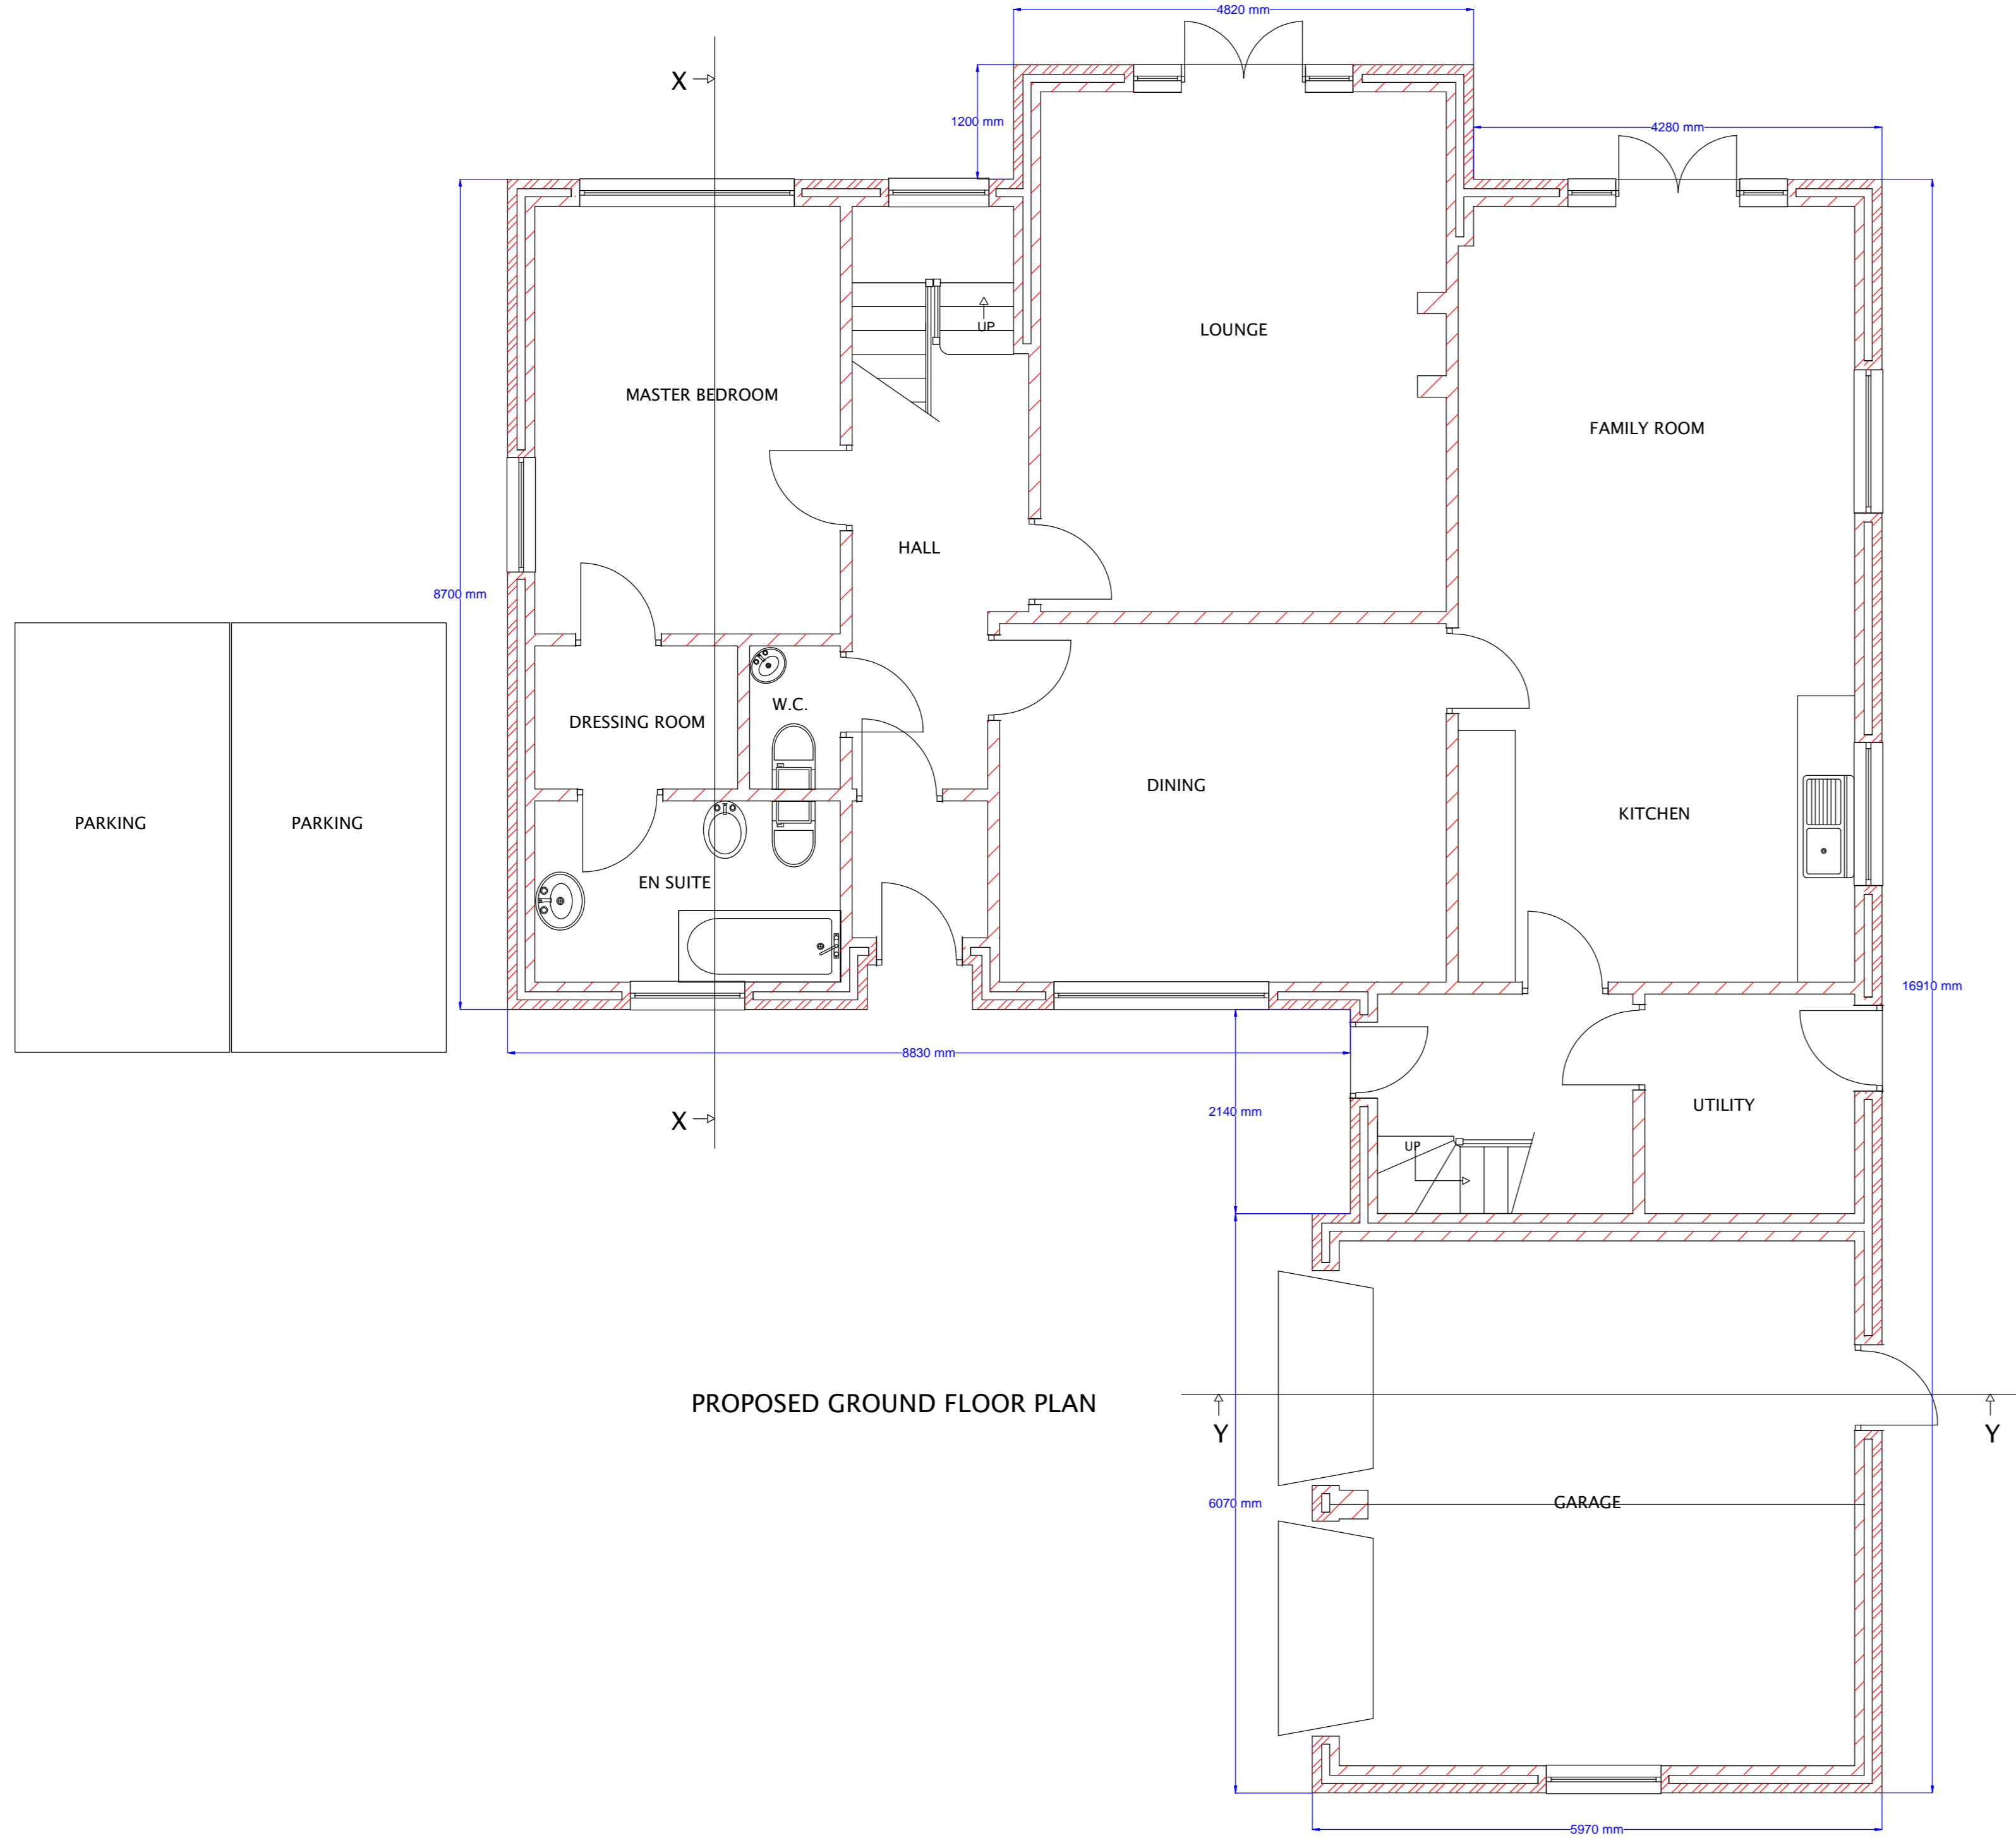 4820 mm
X
1200 mm
4280 mm
UP
LOUNGE
MASTER BEDROOM
FAMILY ROOM
HALL
8700 mm
W.C.
DRESSING ROOM
DINING
KITCHEN
PARKING
PARKING
EN SUITE
16910 mm
8830 mm
X
2140 mm
UTILITY
UP
PROPOSED GROUND FLOOR PLAN
Y
Y
6070 mm
GARAGE
5970 mm